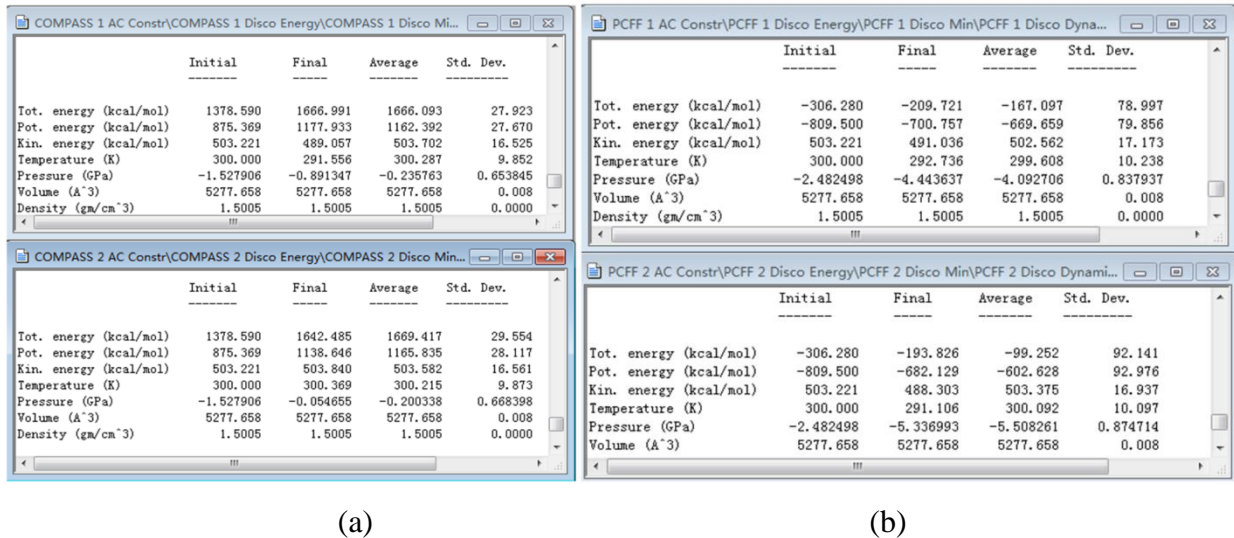 COMPASS 1 AC Constr\COMPASS 1 Disco Energy\COMPASS 1 Disco Mi...
Initial Final Average Std. Dev.
------- ----- ------- ---------
Tot. energy (kcal/mol) 1378.590 1666.991 1666.093 27.923
Pot. energy (kcal/mol) 875.369 1177.933 1162.392 27.670
Kin. energy (kcal/mol) 503.221 489.057 503.702 16.525
Temperature (K) 300.000 291.556 300.287 9.852
Pressure (GPa) -1.527906 -0.891347 -0.235763 0.653845
Volume (A^3) 5277.658 5277.658 5277.658 0.008
Density (gm/cm^3) 1.5005 1.5005 1.5005 0.0000
COMPASS 2 AC Constr\COMPASS 2 Disco Energy\COMPASS 2 Disco Min...
Initial Final Average Std. Dev.
------- ----- ------- ---------
Tot. energy (kcal/mol) 1378.590 1642.485 1669.417 29.554
Pot. energy (kcal/mol) 875.369 1138.646 1165.835 28.117
Kin. energy (kcal/mol) 503.221 503.840 503.582 16.561
Temperature (K) 300.000 300.369 300.215 9.873
Pressure (GPa) -1.527906 -0.054655 -0.200338 0.668398
Volume (A^3) 5277.658 5277.658 5277.658 0.008
Density (gm/cm^3) 1.5005 1.5005 1.5005 0.0000
(a)
PCFF 1 AC Constr\PCFF 1 Disco Energy\PCFF 1 Disco Min\PCFF 1 Disco Dyna...
Initial Final Average Std. Dev.
------- ----- ------- ---------
Tot. energy (kcal/mol) -306.280 -209.721 -167.097 78.997
Pot. energy (kcal/mol) -809.500 -700.757 -669.659 79.856
Kin. energy (kcal/mol) 503.221 491.036 502.562 17.173
Temperature (K) 300.000 292.736 299.608 10.238
Pressure (GPa) -2.482498 -4.443637 -4.092706 0.837937
Volume (A^3) 5277.658 5277.658 5277.658 0.008
Density (gm/cm^3) 1.5005 1.5005 1.5005 0.0000
PCFF 2 AC Constr\PCFF 2 Disco Energy\PCFF 2 Disco Min\PCFF 2 Disco Dynami...
Initial Final Average Std. Dev.
------- ----- ------- ---------
Tot. energy (kcal/mol) -306.280 -193.826 -99.252 92.141
Pot. energy (kcal/mol) -809.500 -682.129 -602.628 92.976
Kin. energy (kcal/mol) 503.221 488.303 503.375 16.937
Temperature (K) 300.000 291.106 300.092 10.097
Pressure (GPa) -2.482498 -5.336993 -5.508261 0.874714
Volume (A^3) 5277.658 5277.658 5277.658 0.008
(b)